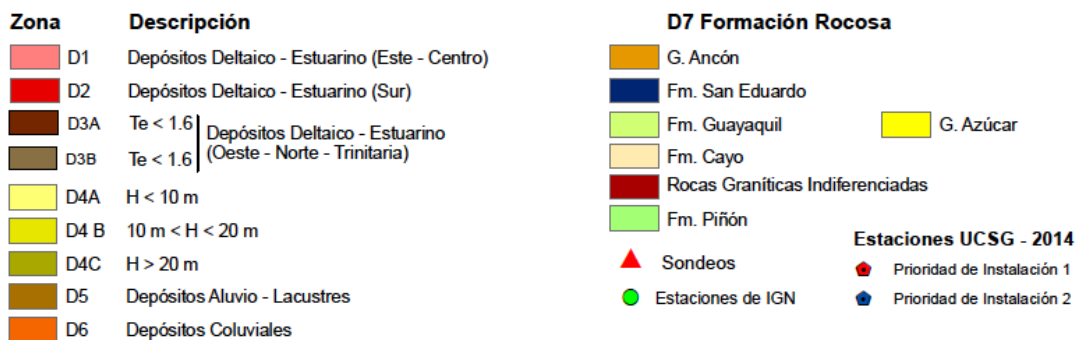 Zona Descripción
D1 Depósitos Deltaico - Estuarino (Este - Centro)
D2 Depósitos Deltaico - Estuarino (Sur)
D3A Te < 1.6
D3B Te < 1.6
Depósitos Deltaico - Estuarino
(Oeste - Norte - Trinitaria)
D4A H < 10 m
D4 B 10 m < H < 20 m
D4C H > 20 m
D5 Depósitos Aluvio - Lacustres
D6 Depósitos Coluviales
D7 Formación Rocosa
G. Ancón
Fm. San Eduardo
Fm. Guayaquil
G. Azúcar
Fm. Cayo
Rocas Graníticas Indiferenciadas
Fm. Piñón
Sondeos
Estaciones de IGN
Estaciones UCSG - 2014
Prioridad de Instalación 1
Prioridad de Instalación 2